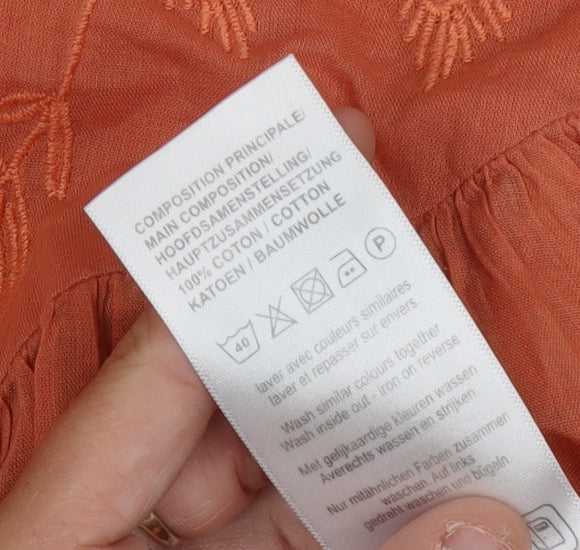 COMPOSITION PRINCIPALE/
MAIN COMPOSITION/
HOOFDSAMENSTELLING/
HAUPTZUSAMMENSETZUNG
100% COTON / COTTON
KATOEN / BAUMWOLLE
40 P
laver avec couleurs similaires
laver et repasser sur envers.
Wash similar colours together
Wash inside out - iron on reverse
Met gelijkaardige kleuren wassen
Averechts wassen en strijken
Nur mitähnlichen Farben zusammen
waschen. Auf links
gedreht waschen und bügeln